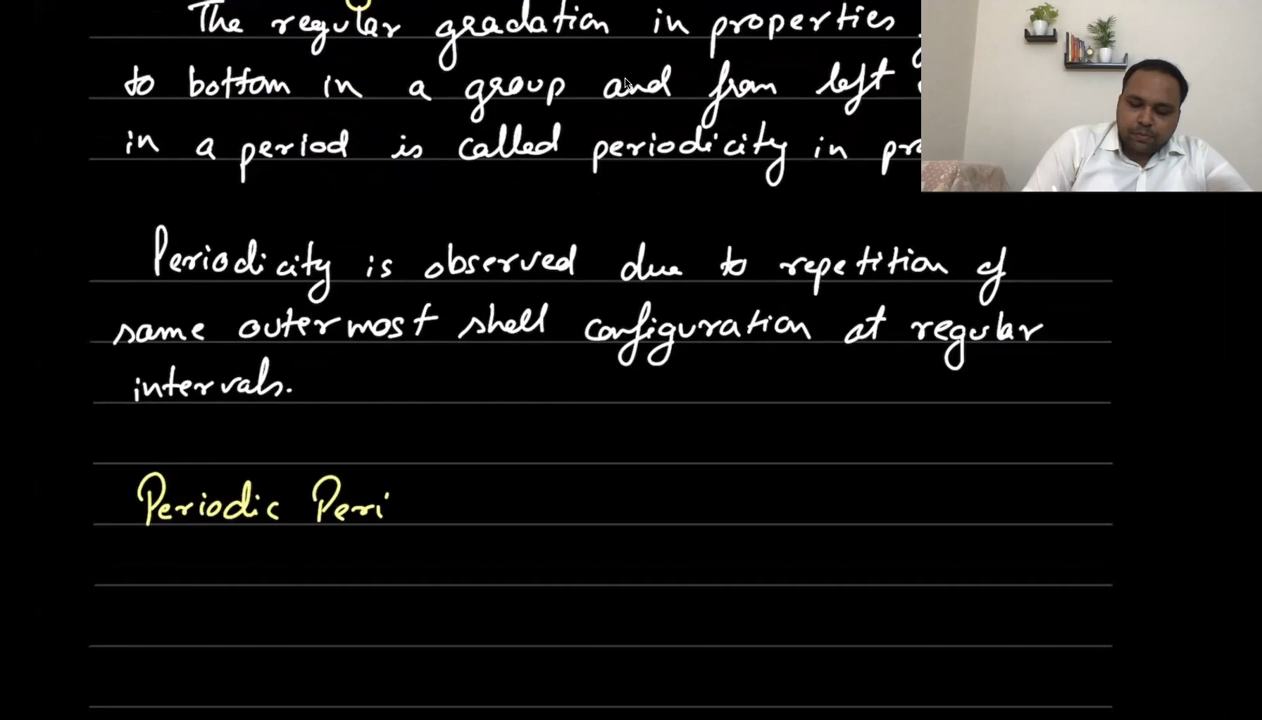 The regular gradation in properties
to bottom in a group and from left
in a period is called periodicity in
Periodicity is observed due to repetition of
same outermost shell configuration at regular
intervals.
Periodic Peri